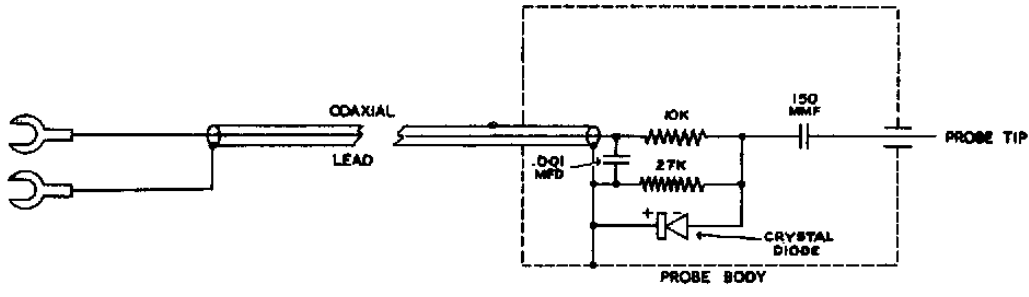 COAXIAL
LEAD
.001
MFD
10K
27K
150
MMF
PROBE TIP
+ −
CRYSTAL
DIODE
PROBE BODY